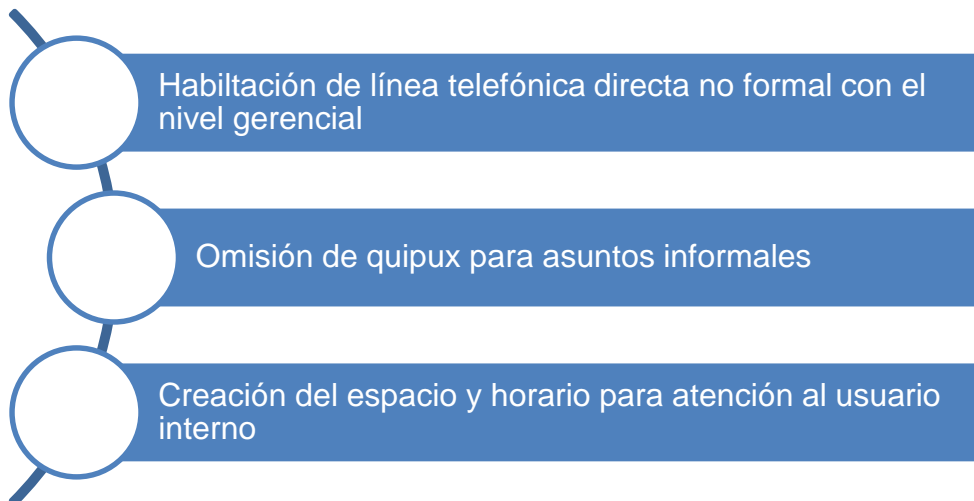 Habiltación de línea telefónica directa no formal con el
nivel gerencial
Omisión de quipux para asuntos informales
Creación del espacio y horario para atención al usuario
interno